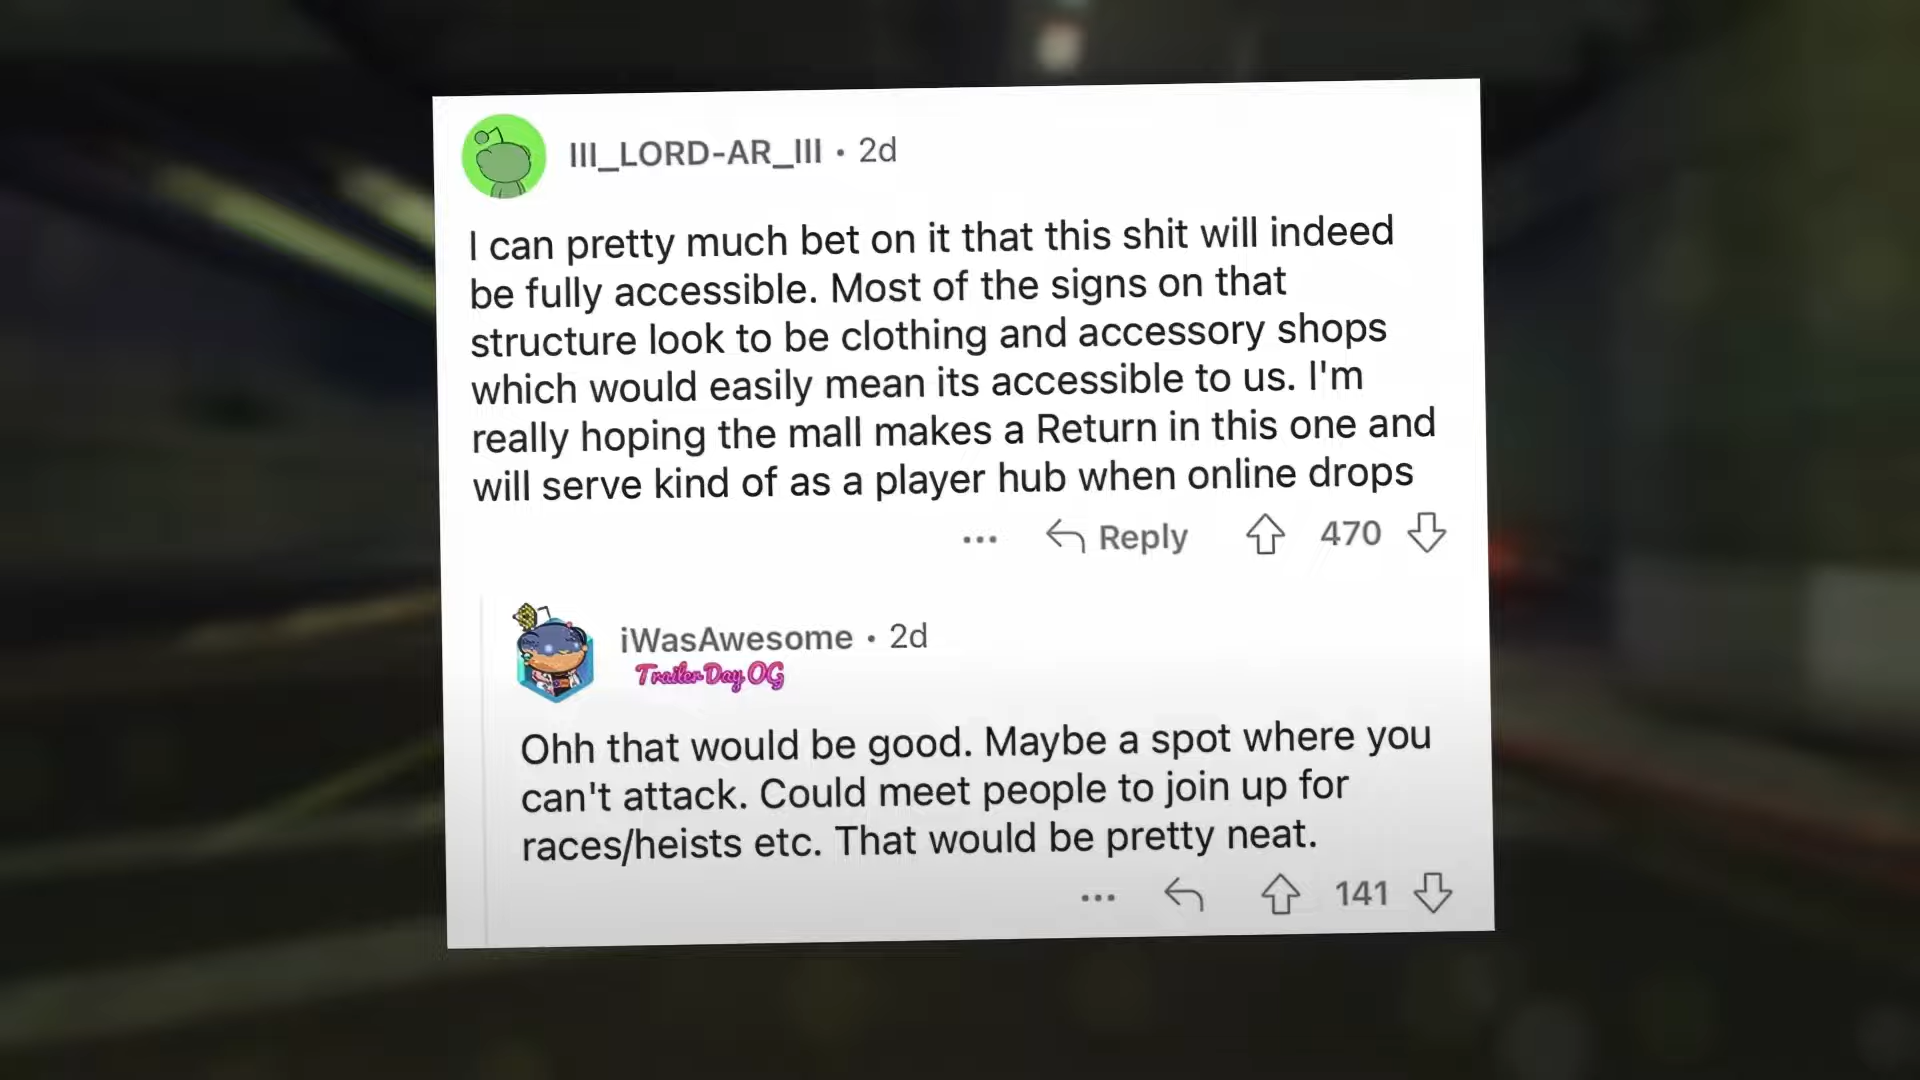 III_LORD-AR_III • 2d
I can pretty much bet on it that this shit will indeed
be fully accessible. Most of the signs on that
structure look to be clothing and accessory shops
which would easily mean its accessible to us. I'm
really hoping the mall makes a Return in this one and
will serve kind of as a player hub when online drops
... Reply 470
iWasAwesome • 2d
Trailer Day OG
Ohh that would be good. Maybe a spot where you
can't attack. Could meet people to join up for
races/heists etc. That would be pretty neat.
... 141